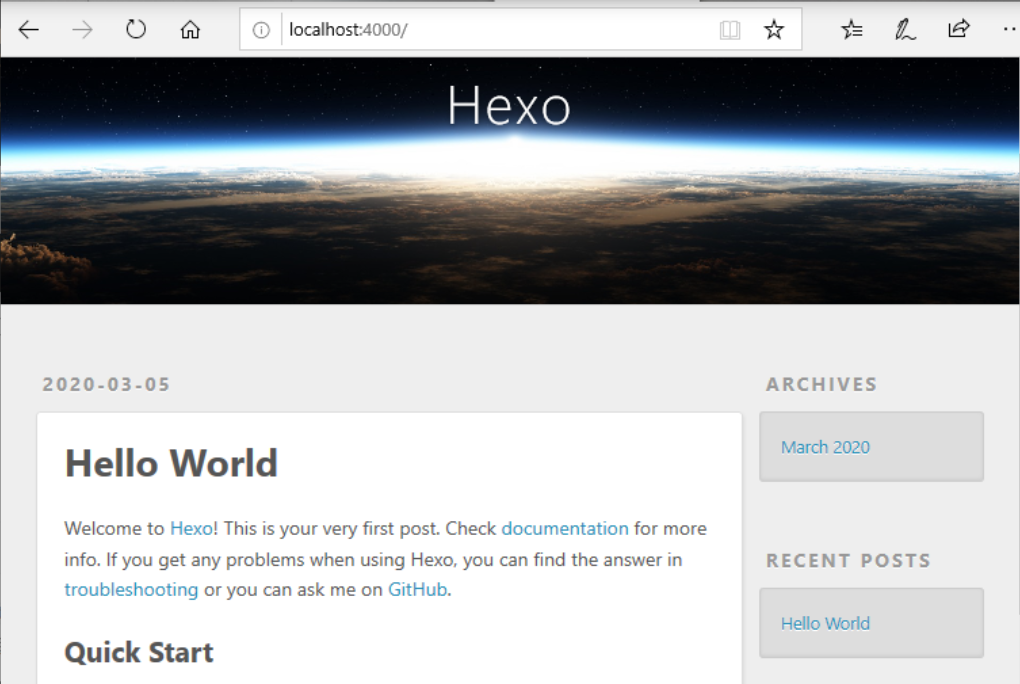 localhost:4000/
Hexo
2020-03-05
Hello World
Welcome to Hexo! This is your very first post. Check documentation for more
info. If you get any problems when using Hexo, you can find the answer in
troubleshooting or you can ask me on GitHub.
Quick Start
ARCHIVES
March 2020
RECENT POSTS
Hello World